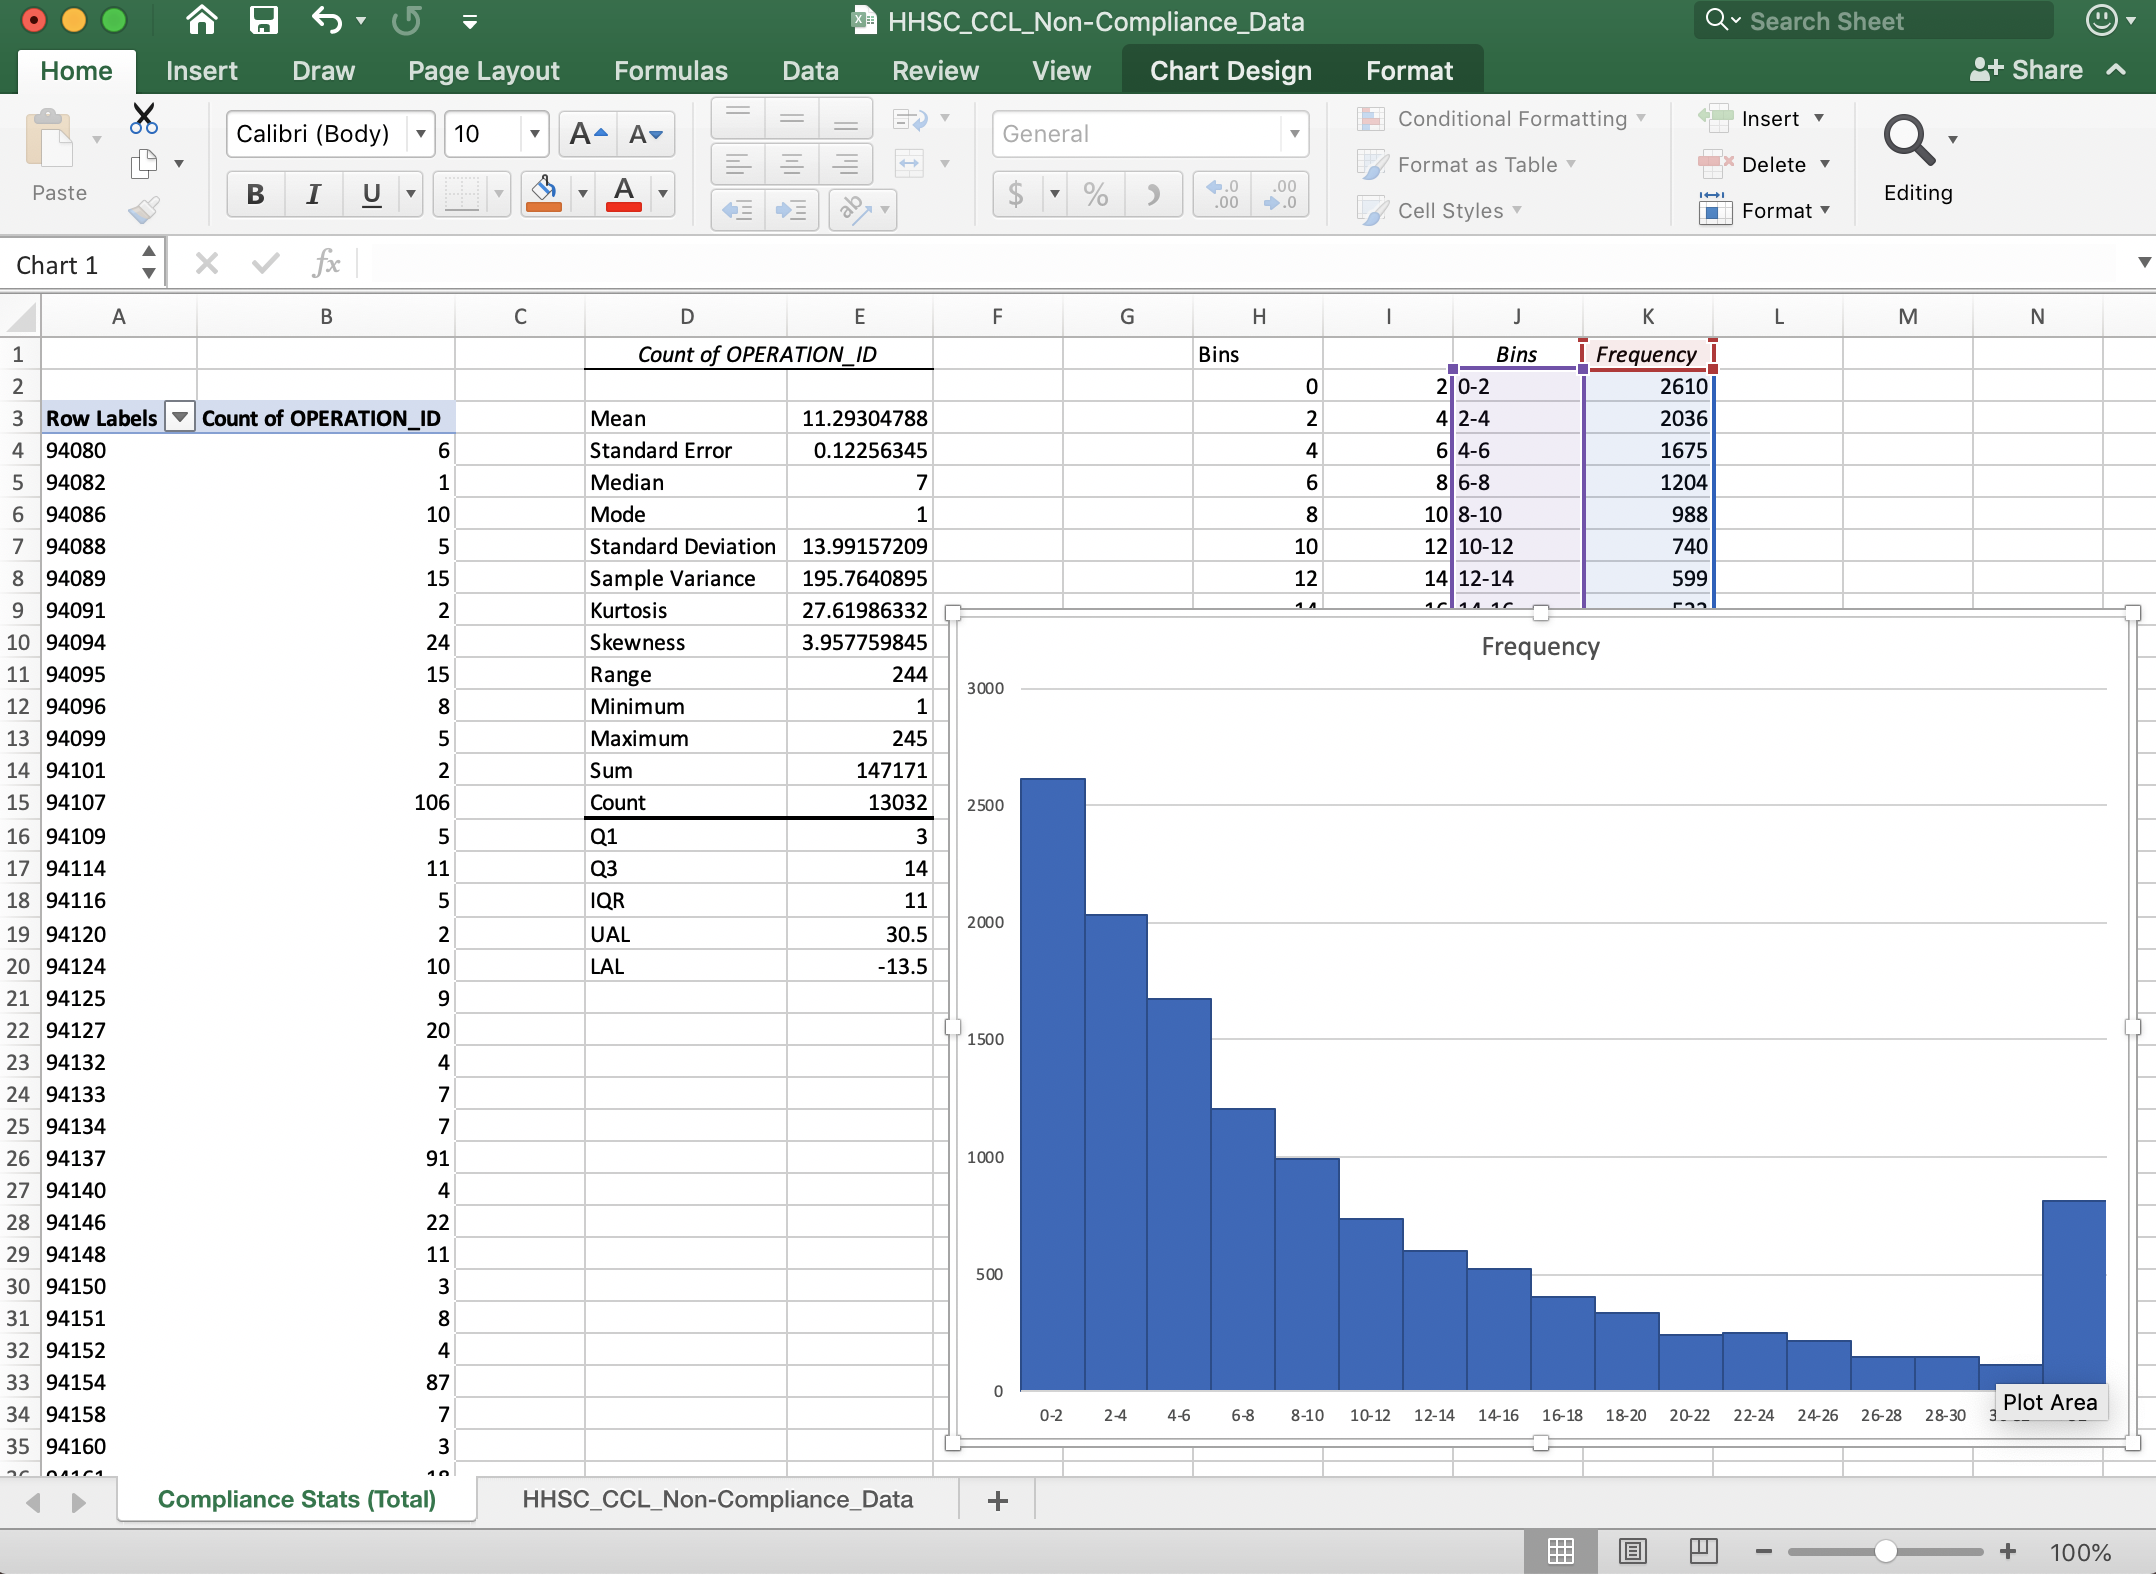 HHSC_CCL_Non-Compliance_Data
Search Sheet
Home Insert Draw Page Layout Formulas Data Review View Chart Design Format Share
Paste
Calibri (Body) 10
B I U A
General
$ %
Conditional Formatting
Format as Table
Cell Styles
Insert
Delete
Format
Editing
Chart 1 fx
A B C D E F G H I J K L M N
1 Count of OPERATION_ID Bins Bins Frequency
2 0 2 0-2 2610
3 Row Labels Count of OPERATION_ID Mean 11.29304788 2 4 2-4 2036
4 94080 6 Standard Error 0.12256345 4 6 4-6 1675
5 94082 1 Median 7 6 8 6-8 1204
6 94086 10 Mode 1 8 10 8-10 988
7 94088 5 Standard Deviation 13.99157209 10 12 10-12 740
8 94089 15 Sample Variance 195.7640895 12 14 12-14 599
9 94091 2 Kurtosis 27.61986332
10 94094 24 Skewness 3.957759845
11 94095 15 Range 244
12 94096 8 Minimum 1
13 94099 5 Maximum 245
14 94101 2 Sum 147171
15 94107 106 Count 13032
16 94109 5 Q1 3
17 94114 11 Q3 14
18 94116 5 IQR 11
19 94120 2 UAL 30.5
20 94124 10 LAL -13.5
21 94125 9
22 94127 20
23 94132 4
24 94133 7
25 94134 7
26 94137 91
27 94140 4
28 94146 22
29 94148 11
30 94150 3
31 94151 8
32 94152 4
33 94154 87
34 94158 7
35 94160 3
Frequency
3000
2500
2000
1500
1000
500
0
0-2 2-4 4-6 6-8 8-10 10-12 12-14 14-16 16-18 18-20 20-22 22-24 24-26 26-28 28-30
Plot Area
Compliance Stats (Total) HHSC_CCL_Non-Compliance_Data +
100%